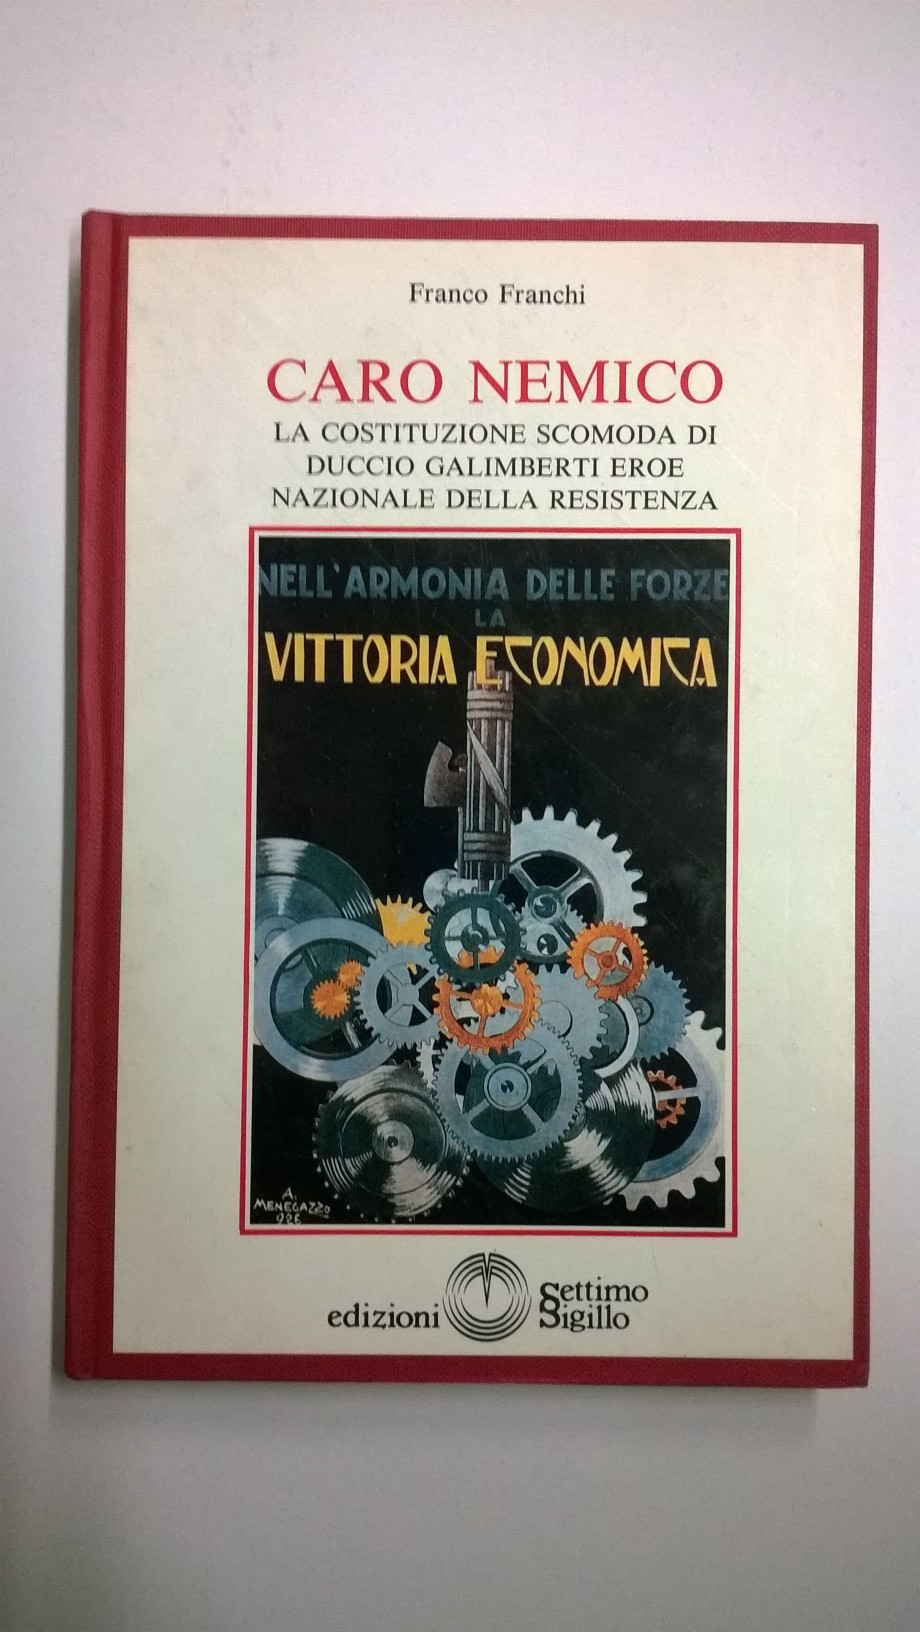 Franco Franchi
CARO NEMICO
LA COSTITUZIONE SCOMODA DI
DUCCIO GALIMBERTI EROE
NAZIONALE DELLA RESISTENZA
NELL'ARMONIA DELLE FORZE
LA
VITTORIA ECONOMICA
A.
MENEGAZZO
926
edizioni
Settimo
Sigillo